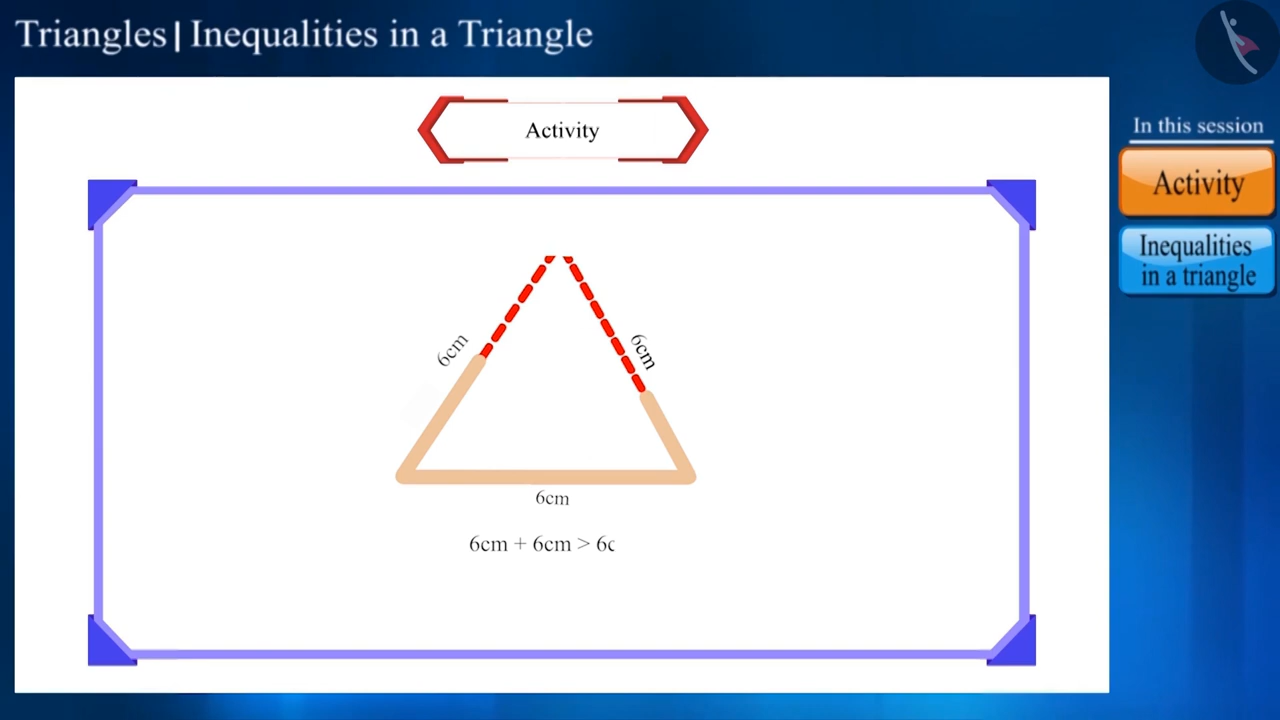 Triangles | Inequalities in a Triangle
Activity
In this session
Activity
Inequalities
in a triangle
6cm
6cm
6cm
6cm + 6cm > 6c